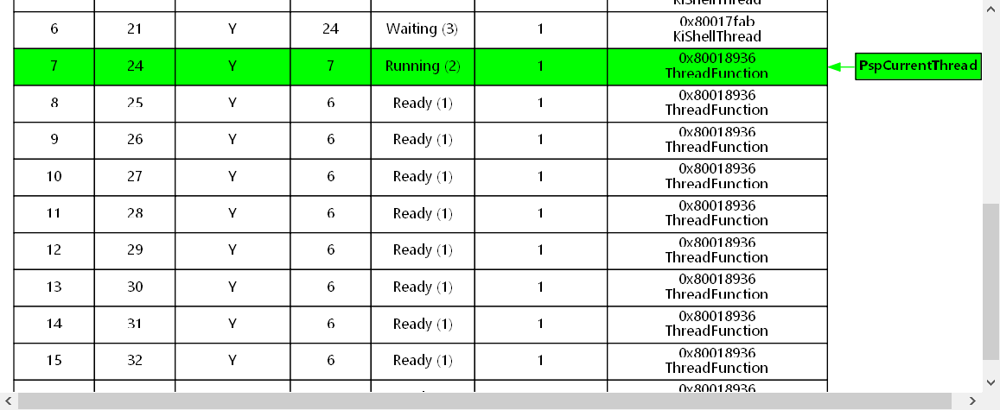 KiShellThread
6 21 Y 24 Waiting (3) 1 0x80017fab
KiShellThread
7 24 Y 7 Running (2) 1 0x80018936
ThreadFunction
PspCurrentThread
8 25 Y 6 Ready (1) 1 0x80018936
ThreadFunction
9 26 Y 6 Ready (1) 1 0x80018936
ThreadFunction
10 27 Y 6 Ready (1) 1 0x80018936
ThreadFunction
11 28 Y 6 Ready (1) 1 0x80018936
ThreadFunction
12 29 Y 6 Ready (1) 1 0x80018936
ThreadFunction
13 30 Y 6 Ready (1) 1 0x80018936
ThreadFunction
14 31 Y 6 Ready (1) 1 0x80018936
ThreadFunction
15 32 Y 6 Ready (1) 1 0x80018936
ThreadFunction
0x80018936